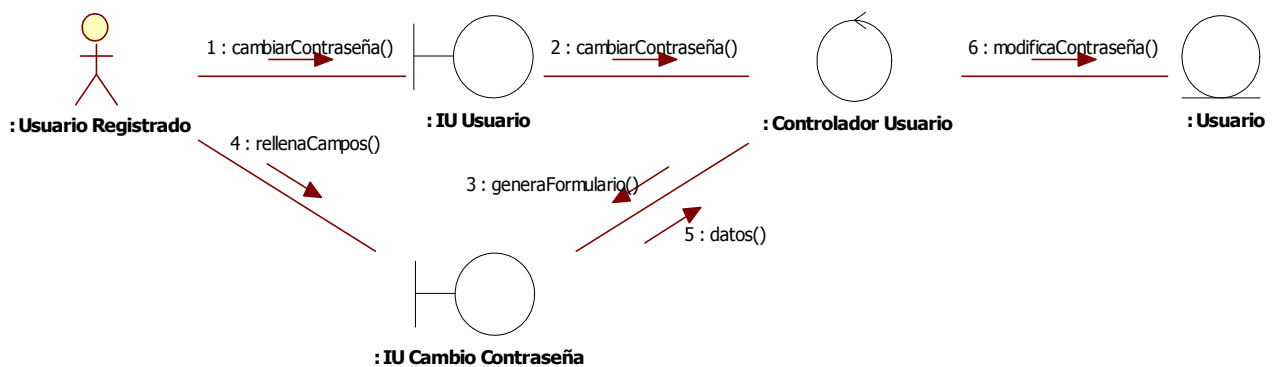 1 : cambiarContraseña()
2 : cambiarContraseña()
6 : modificaContraseña()
: Usuario Registrado
: IU Usuario
: Controlador Usuario
: Usuario
4 : rellenaCampos()
3 : generaFormulario()
5 : datos()
: IU Cambio Contraseña